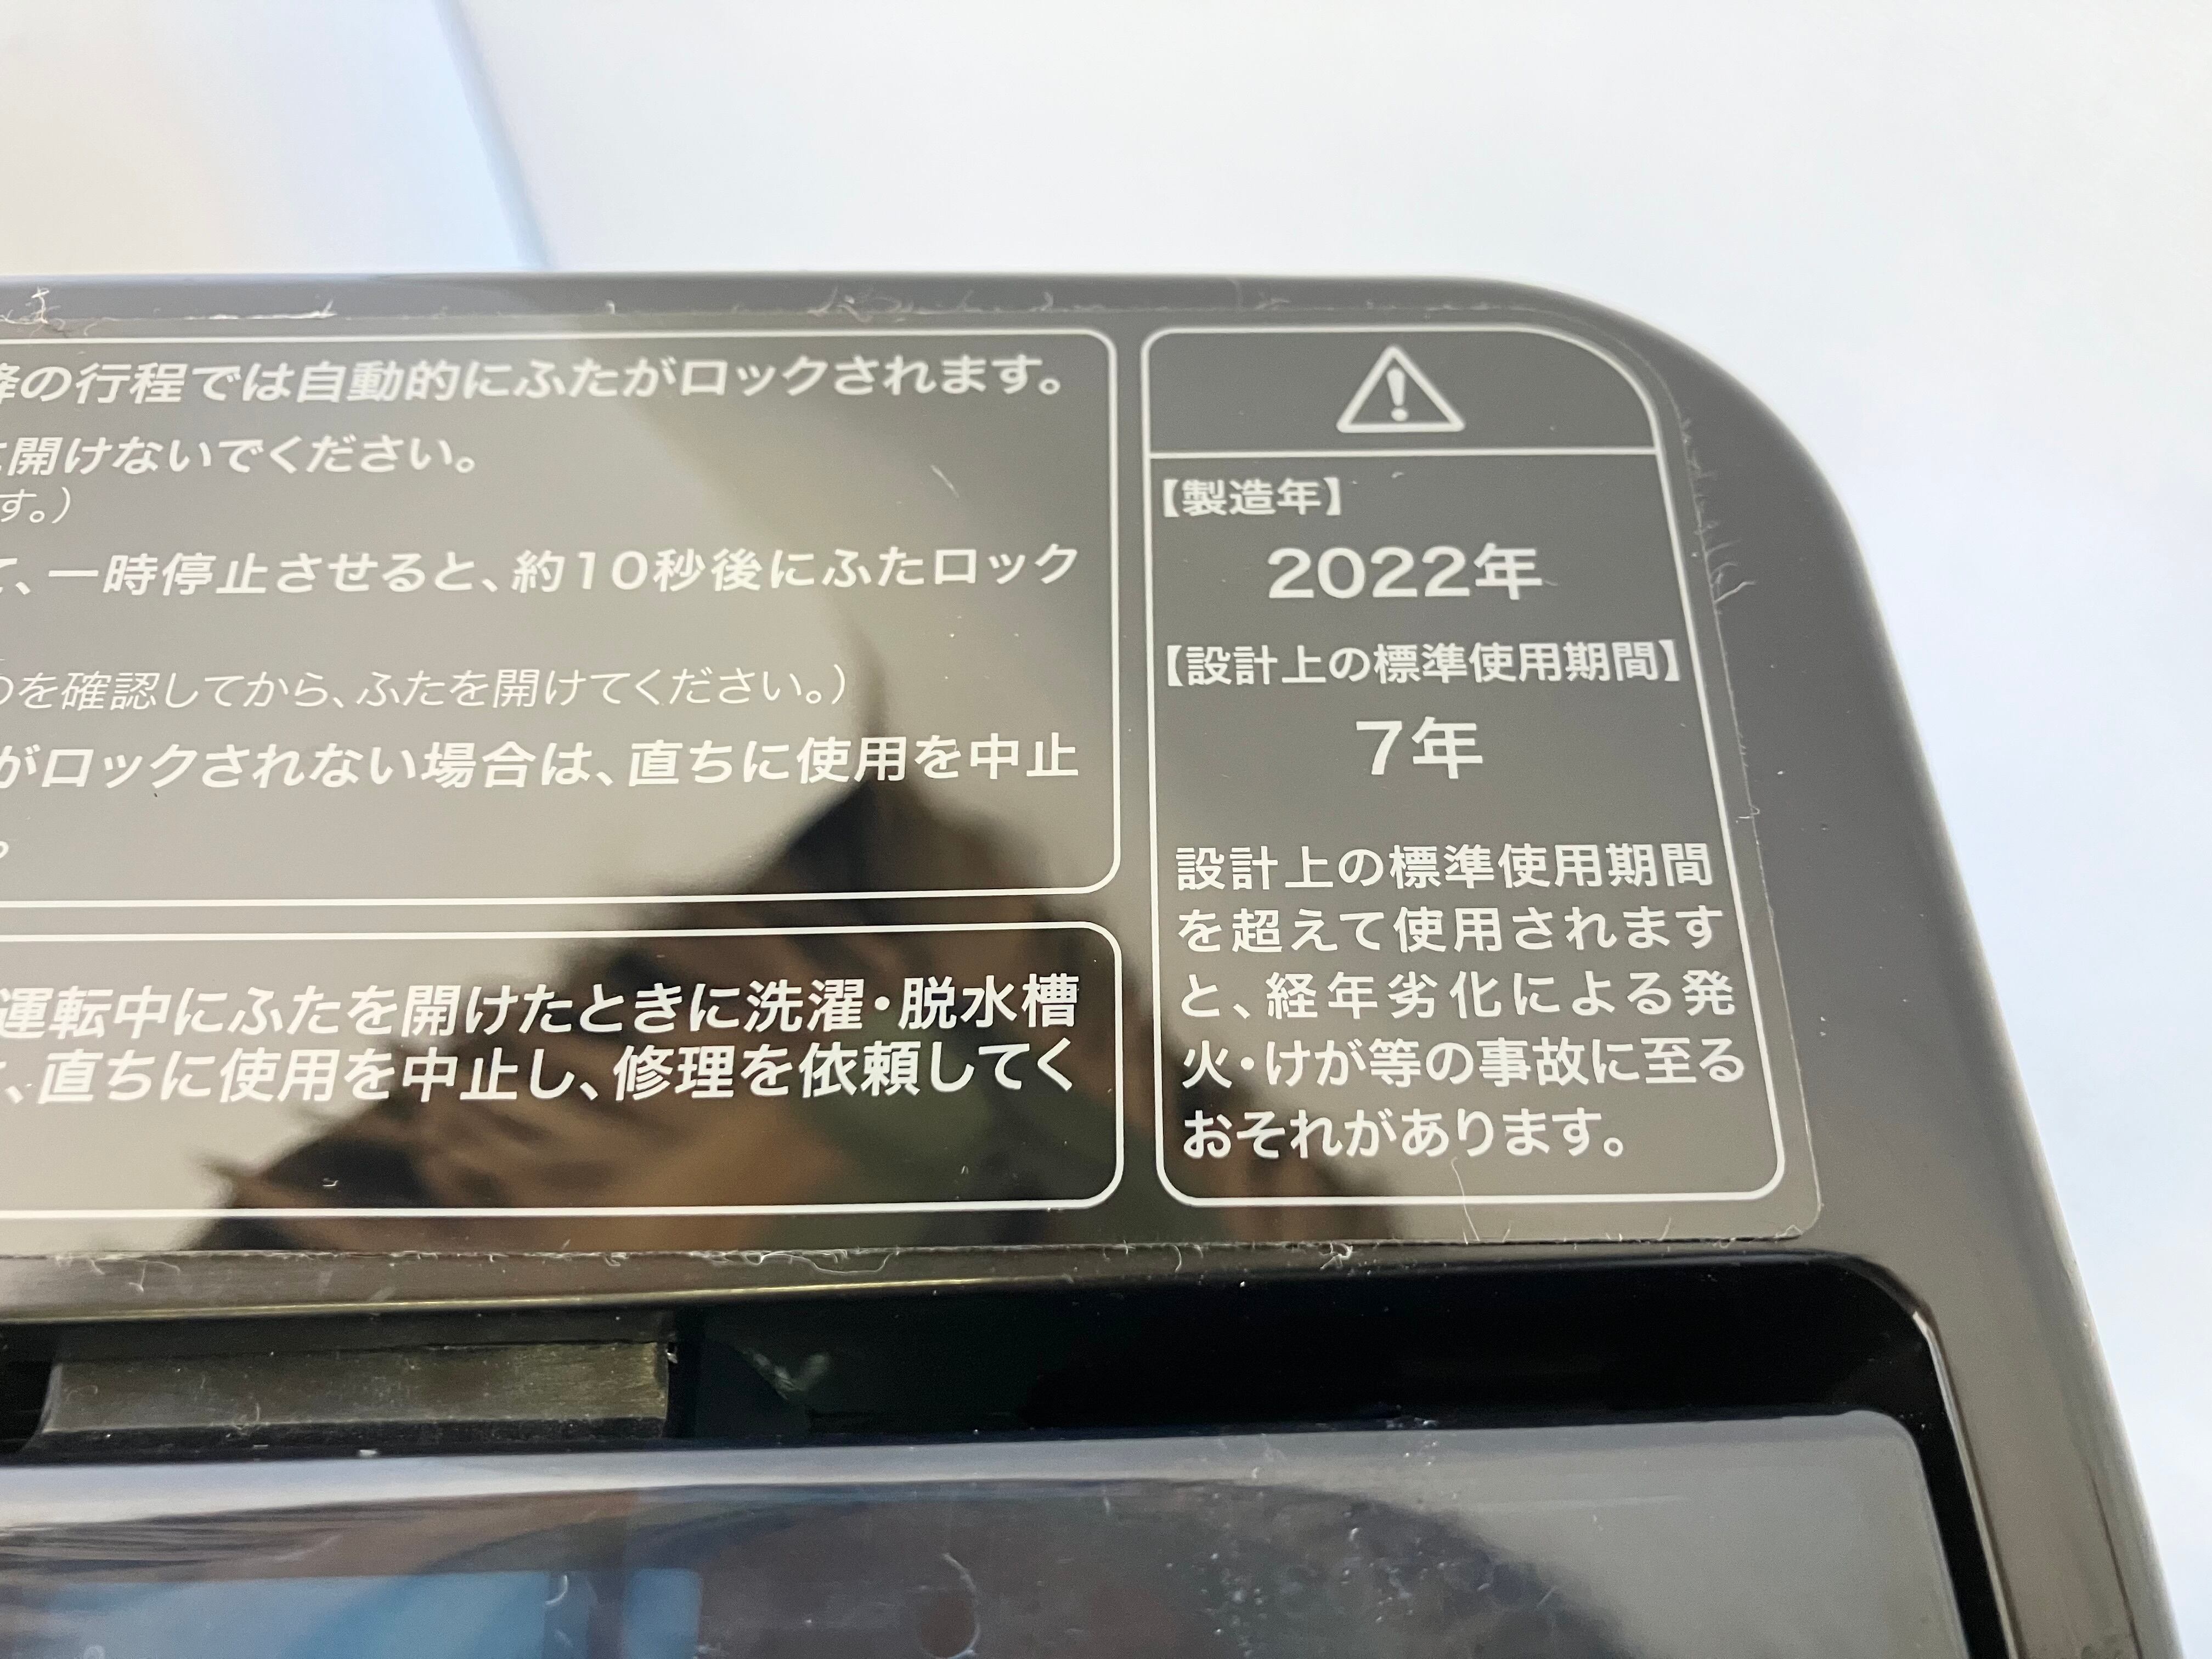 の行程では自動的にふたがロックされます。
開けないでください。
す。)
、一時停止させると、約10秒後にふたロック
を確認してから、ふたを開けてください。)
がロックされない場合は、直ちに使用を中止
運転中にふたを開けたときに洗濯・脱水槽
、直ちに使用を中止し、修理を依頼してく
【製造年】
2022年
【設計上の標準使用期間】
7年
設計上の標準使用期間
を超えて使用されます
と、経年劣化による発
火・けが等の事故に至る
おそれがあります。